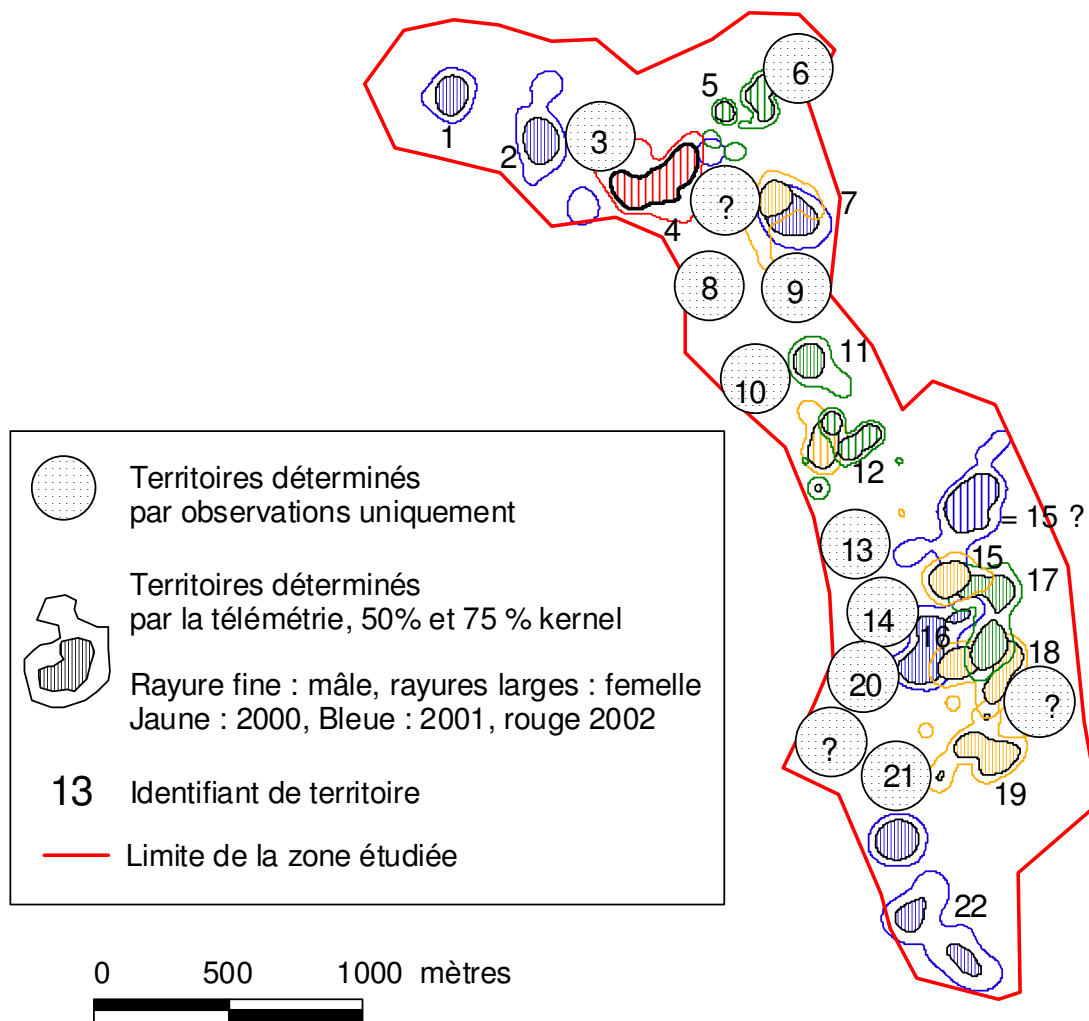 6
5
1
2
3
?
7
4
8
9
11
10
12
= 15 ?
13
15
17
14
16
18
20
?
?
21
19
22
Territoires déterminés
par observations uniquement
Territoires déterminés
par la télémétrie, 50% et 75 % kernel
Rayure fine : mâle, rayures larges : femelle
Jaune : 2000, Bleue : 2001, rouge 2002
13 Identifiant de territoire
Limite de la zone étudiée
0 500 1000 mètres